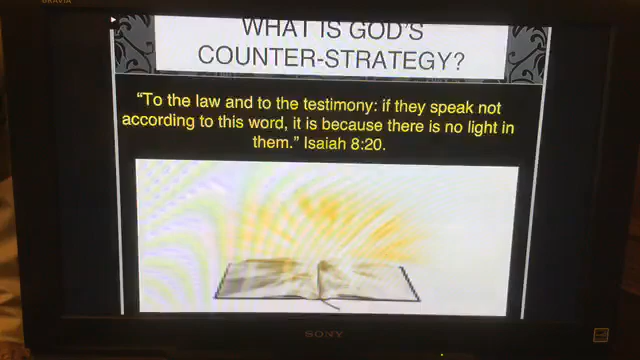 BRAVIA
WHAT IS GOD'S
COUNTER-STRATEGY?
“To the law and to the testimony: if they speak not
according to this word, it is because there is no light in
them.” Isaiah 8:20.
SONY